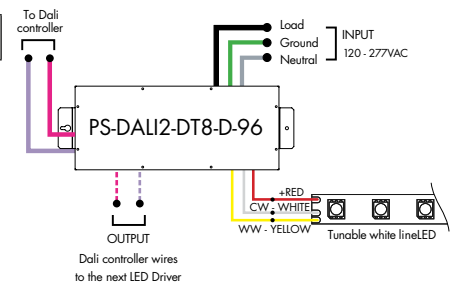 To Dali
controller
Load
Ground
Neutral
INPUT
120 - 277VAC
PS-DALI2-DT8-D-96
+RED
CW - WHITE
WW - YELLOW
Tunable white lineLED
OUTPUT
Dali controller wires
to the next LED Driver